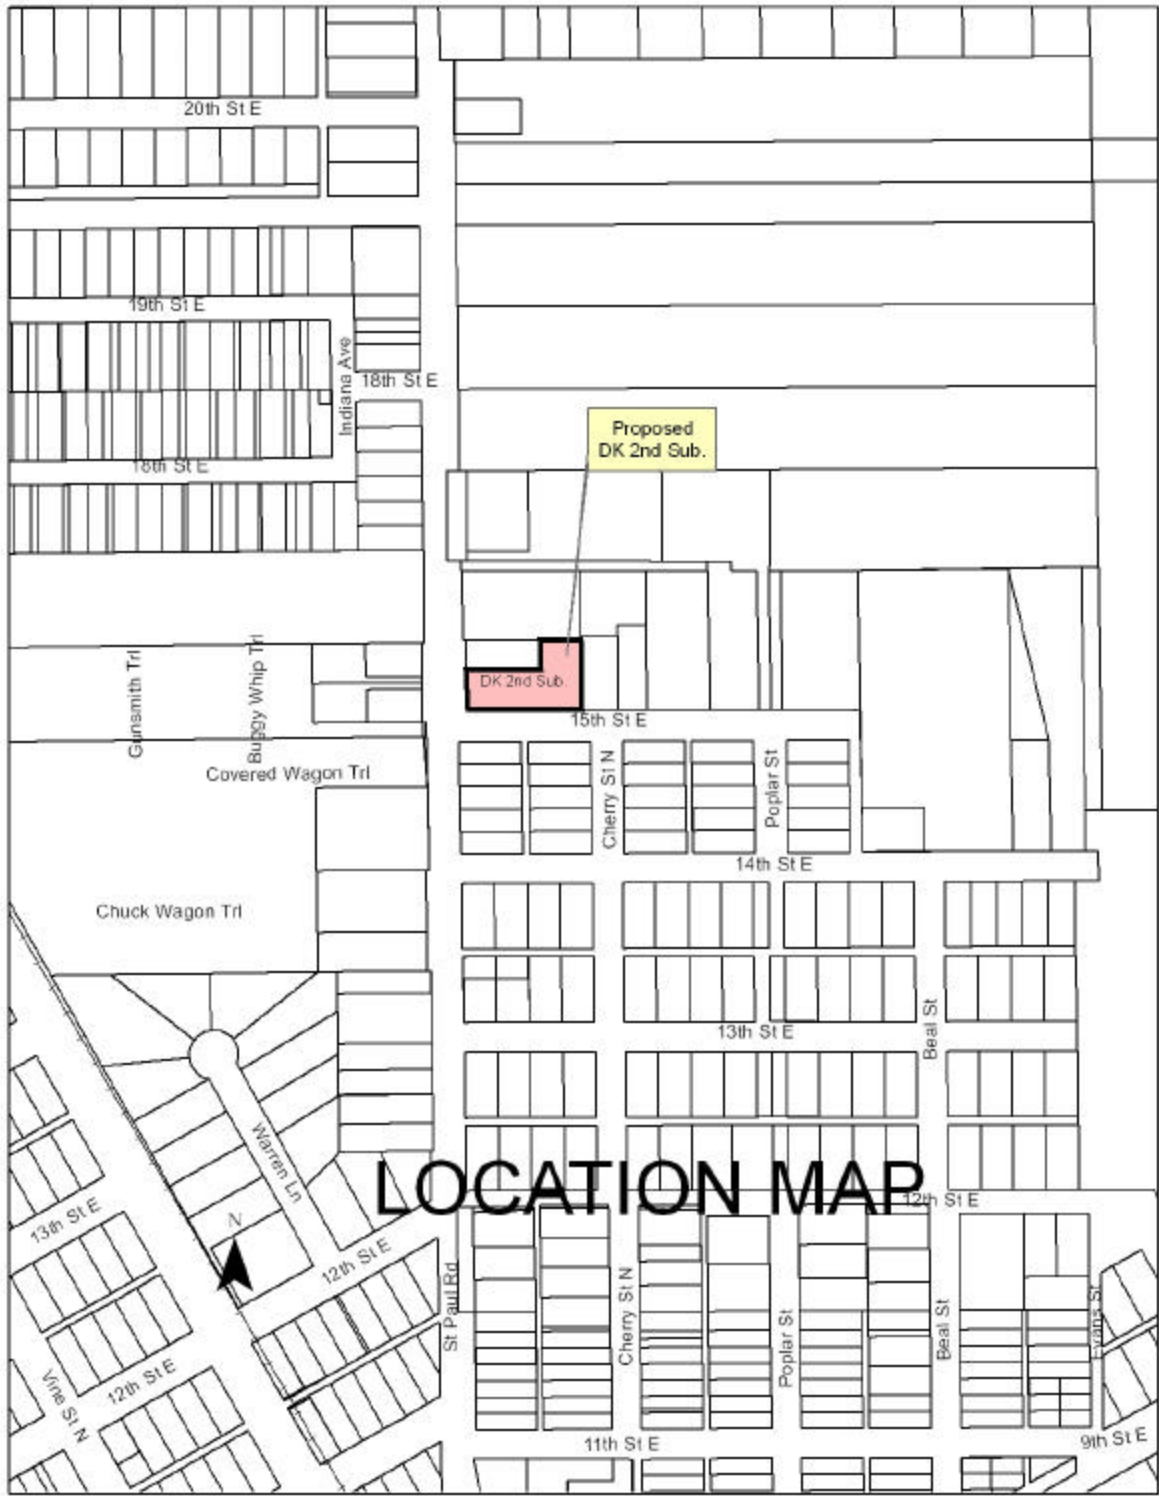 20th St E
19th St E
Indiana Ave
18th St E
Proposed
DK 2nd Sub.
18th St E
Gunsmith Trl
Buggy Whip Trl
DK 2nd Sub.
15th St E
Covered Wagon Trl
Cherry St N
Poplar St
14th St E
Chuck Wagon Trl
13th St E
Beal St
Warren Ln
LOCATION MAP
12th St E
13th St E
N
12th St E
St Paul Rd
Cherry St N
Poplar St
Beal St
Evans St
12th St E
Vine St N
11th St E
9th St E